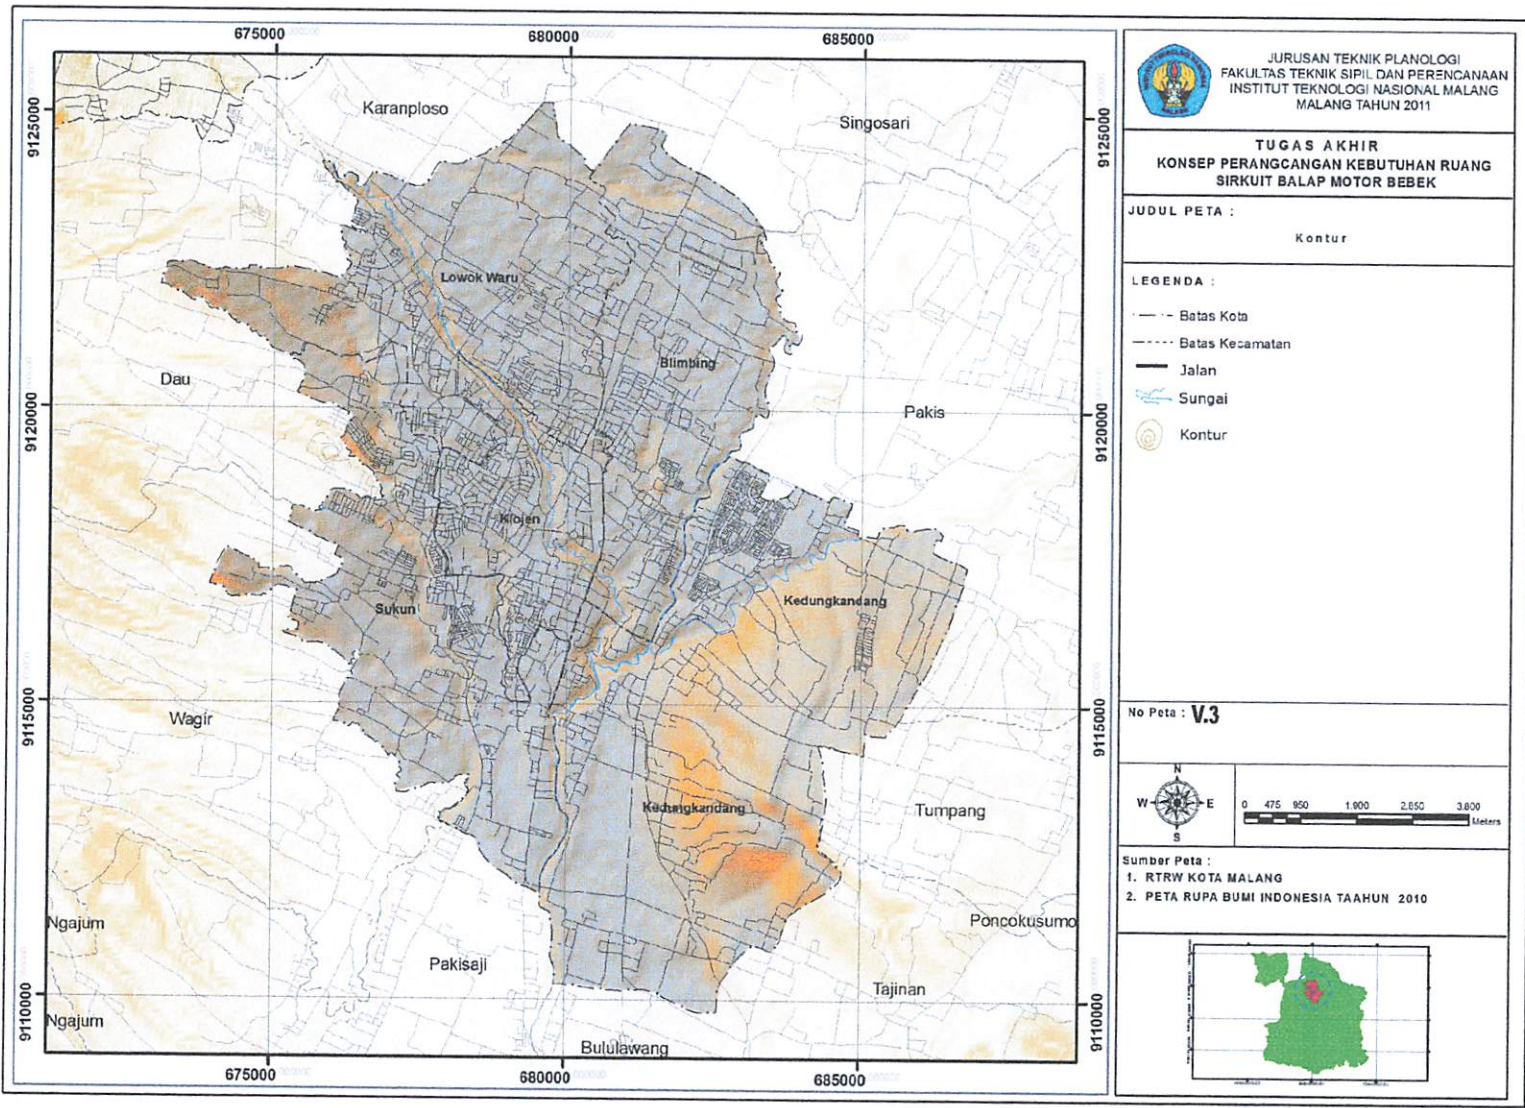 675000
680000
685000
9125000
9120000
9115000
9110000
Karanploso
Singosari
Lowok Waru
Blimbing
Dau
Pakis
Klojen
Kedungkandang
Sukun
Wagir
Kedungkandang
Tumpang
Ngajum
Poncokusumo
Pakisaji
Tajinan
Ngajum
Bululawang
9125000
9120000
9115000
9110000
675000
680000
685000
JURUSAN TEKNIK PLANOLOGI
FAKULTAS TEKNIK SIPIL DAN PERENCANAAN
INSTITUT TEKNOLOGI NASIONAL MALANG
MALANG TAHUN 2011
TUGAS AKHIR
KONSEP PERANGCANGAN KEBUTUHAN RUANG
SIRKUIT BALAP MOTOR BEBEK
JUDUL PETA :
Kontur
LEGENDA :
Batas Kota
Batas Kecamatan
Jalan
Sungai
Kontur
No Peta : V.3
N
W E
S
0 475 950 1.900 2.850 3.800
Meters
Sumber Peta :
1. RTRW KOTA MALANG
2. PETA RUPA BUMI INDONESIA TAAHUN 2010